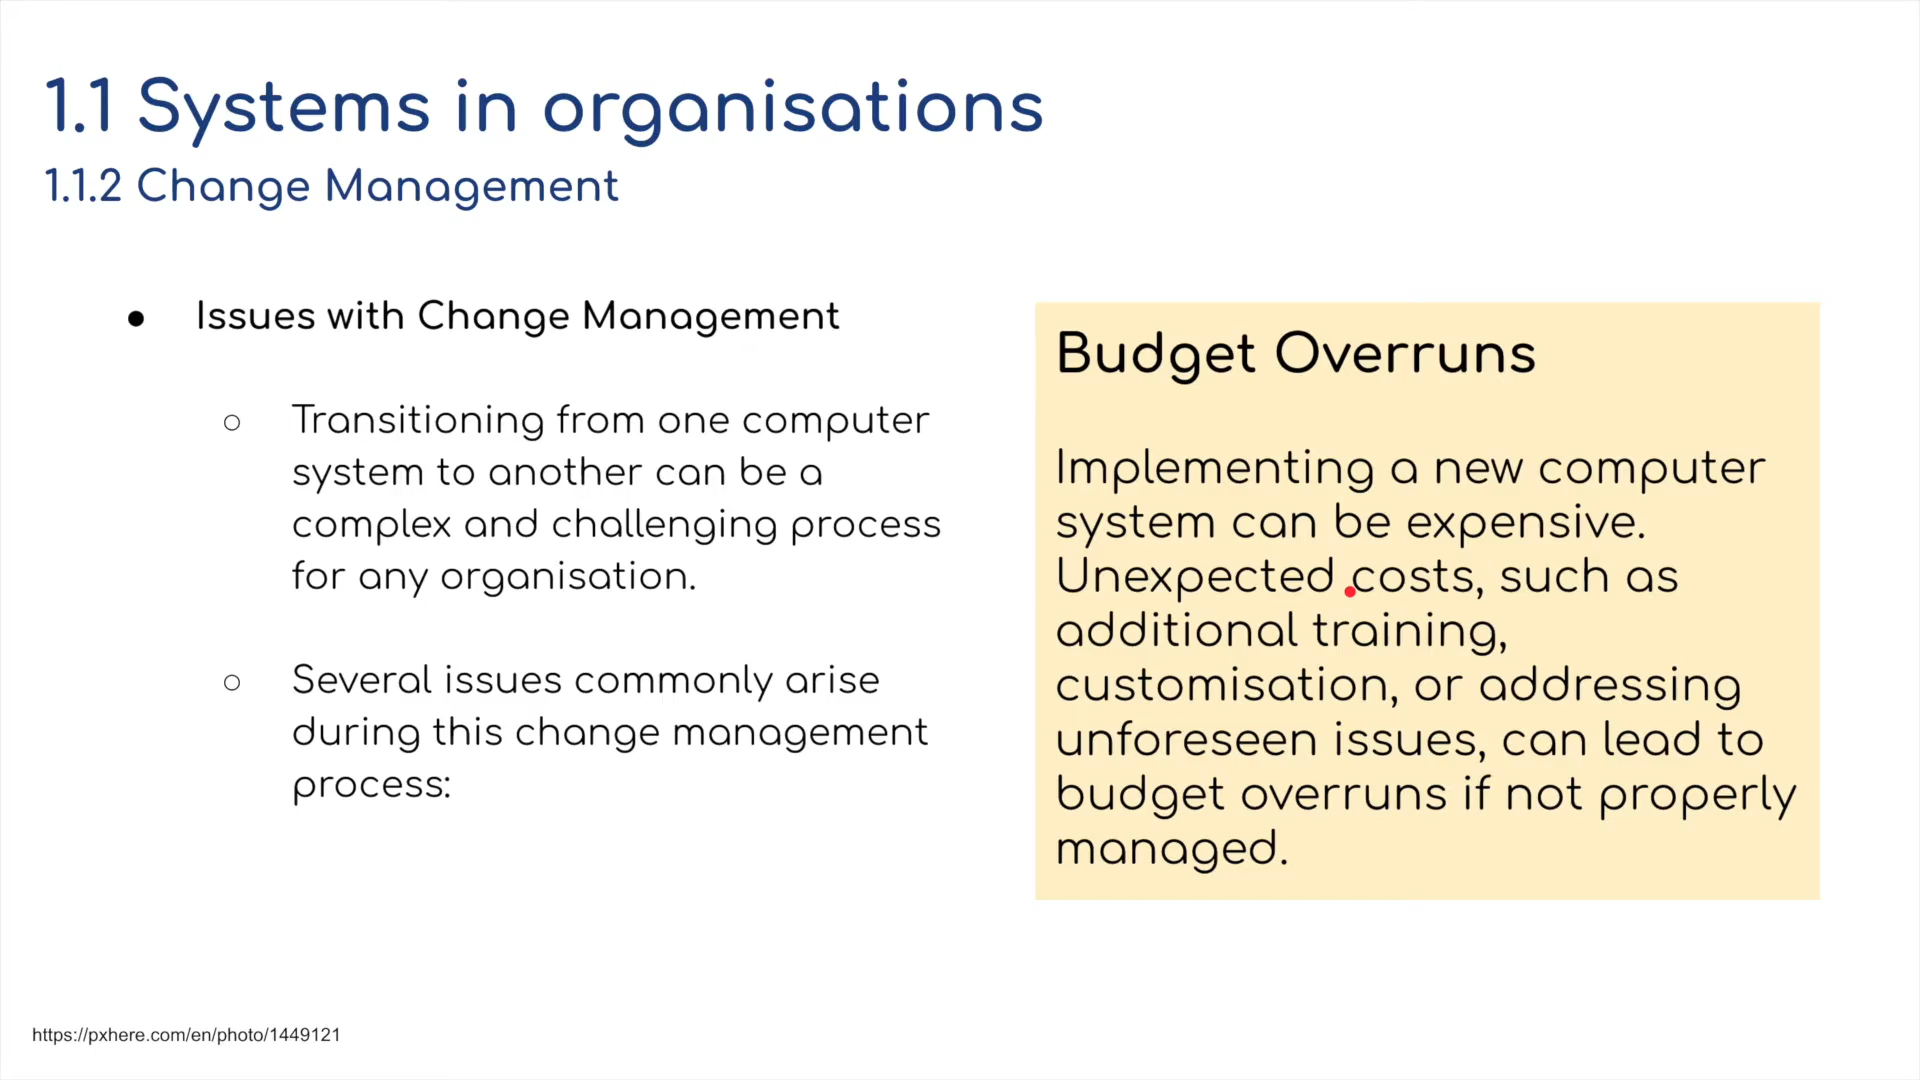 1.1 Systems in organisations
1.1.2 Change Management
● Issues with Change Management
○ Transitioning from one computer
system to another can be a
complex and challenging process
for any organisation.
○ Several issues commonly arise
during this change management
process:
Budget Overruns
Implementing a new computer
system can be expensive.
Unexpected costs, such as
additional training,
customisation, or addressing
unforeseen issues, can lead to
budget overruns if not properly
managed.
https://pxhere.com/en/photo/1449121